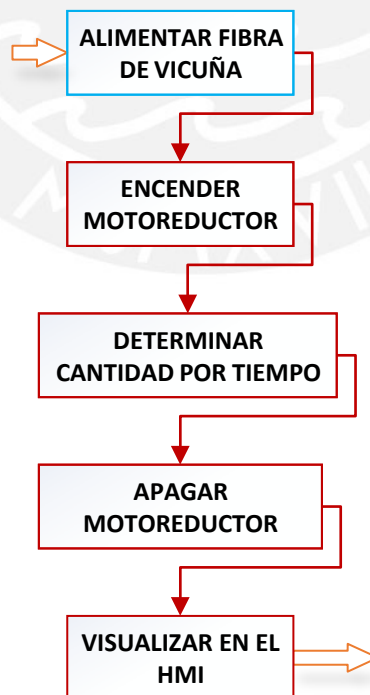 ALIMENTAR FIBRA
DE VICUÑA
ENCENDER
MOTOREDUCTOR
DETERMINAR
CANTIDAD POR TIEMPO
APAGAR
MOTOREDUCTOR
VISUALIZAR EN EL
HMI